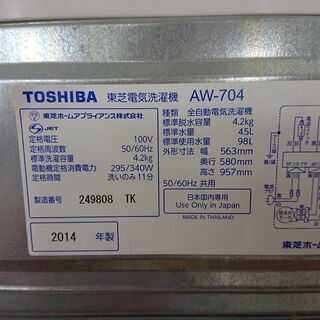 TOSHIBA 東芝電気洗濯機 AW-704
東芝ホームアプライアンス株式会社
JET
定格電圧 100V
定格周波数 50/60Hz
標準洗濯容量 4.2kg
電動機定格消費電力 295/340W
定格時間 洗いのみ11分
製造番号 249808 TK
2014 年製
種類 全自動電気洗濯機
標準脱水容量 4.2kg
標準水量 45L
標準使用水量 98L
外形寸法 幅 563mm
奥行 580mm
高さ 957mm
50/60Hz 共用
日本国内専用
Use Only in Japan
MADE IN THAILAND
東芝ホーム